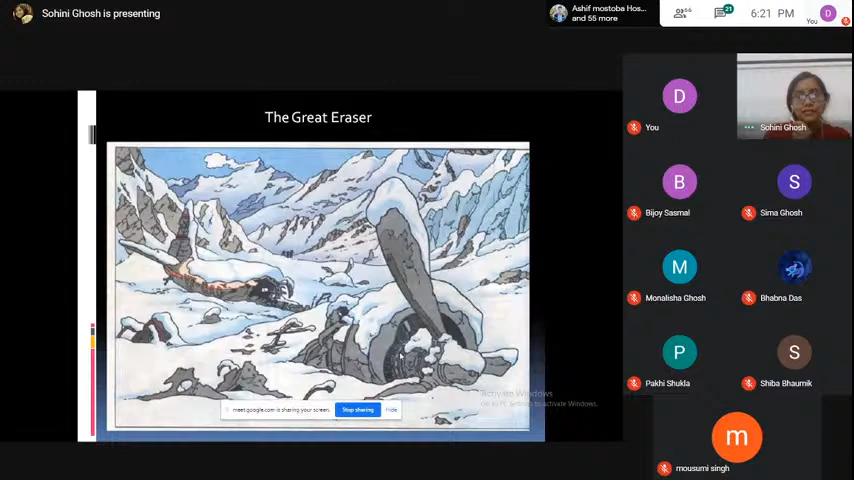 Sohini Ghosh is presenting
Ashif mostoba Hos...
and 55 more
66
21
6:21 PM
You
D
The Great Eraser
D
You
Sohini Ghosh
B
Bijoy Sasmal
S
Sima Ghosh
M
Monalisha Ghosh
Bhabna Das
P
Pakhi Shukla
S
Shiba Bhaumik
m
mousumi singh
Activate Windows
Go to PC settings to activate Windows.
meet.google.com is sharing your screen.
Stop sharing
Hide